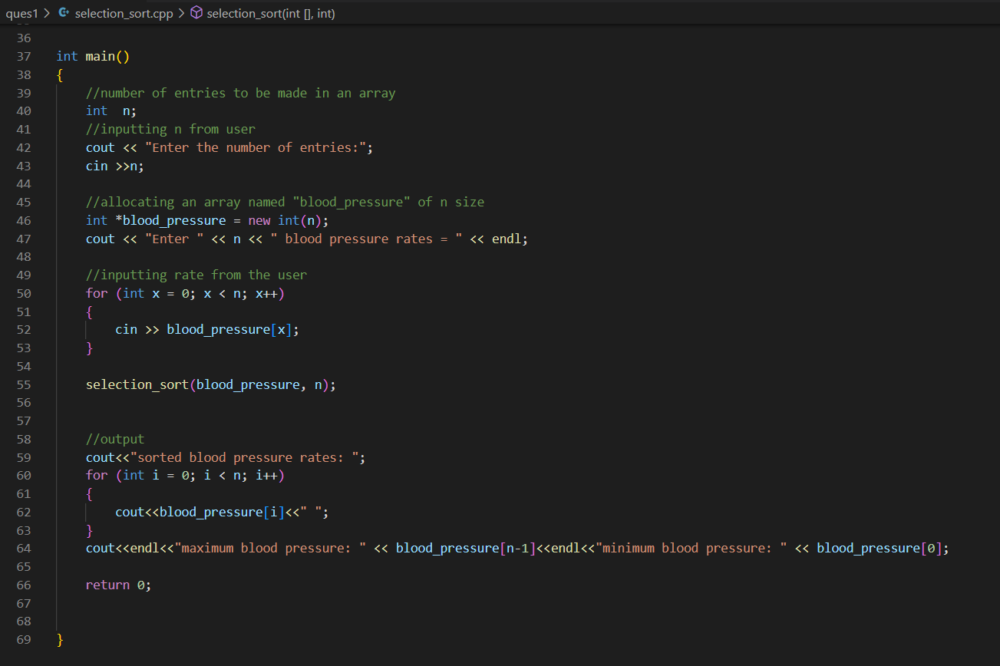 ques1 > selection_sort.cpp > selection_sort(int [], int)
36
37 int main()
38 {
39 //number of entries to be made in an array
40 int  n;
41 //inputting n from user
42 cout << "Enter the number of entries:";
43 cin >>n;
44
45 //allocating an array named "blood_pressure" of n size
46 int *blood_pressure = new int(n);
47 cout << "Enter " << n << " blood pressure rates = " << endl;
48
49 //inputting rate from the user
50 for (int x = 0; x < n; x++)
51 {
52 cin >> blood_pressure[x];
53 }
54
55 selection_sort(blood_pressure, n);
56
57
58 //output
59 cout<<"sorted blood pressure rates: ";
60 for (int i = 0; i < n; i++)
61 {
62 cout<<blood_pressure[i]<<" ";
63 }
64 cout<<endl<<"maximum blood pressure: " << blood_pressure[n-1]<<endl<<"minimum blood pressure: " << blood_pressure[0];
65
66 return 0;
67
68
69 }